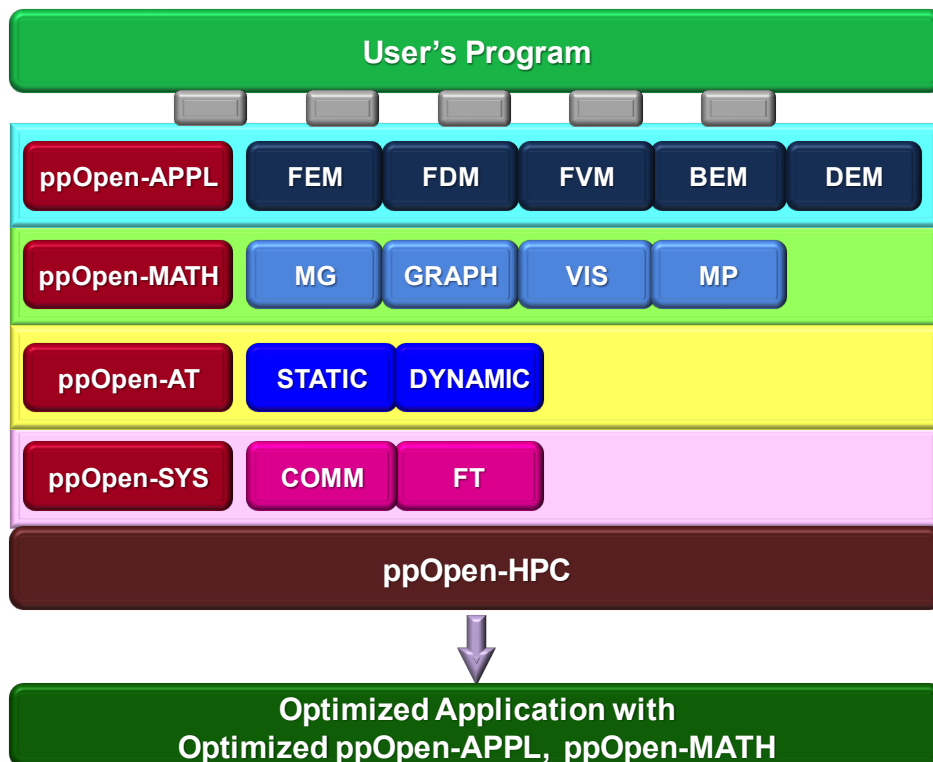 User’s Program
ppOpen-APPL FEM FDM FVM BEM DEM
ppOpen-MATH MG GRAPH VIS MP
ppOpen-AT STATIC DYNAMIC
ppOpen-SYS COMM FT
ppOpen-HPC
Optimized Application with
Optimized ppOpen-APPL, ppOpen-MATH